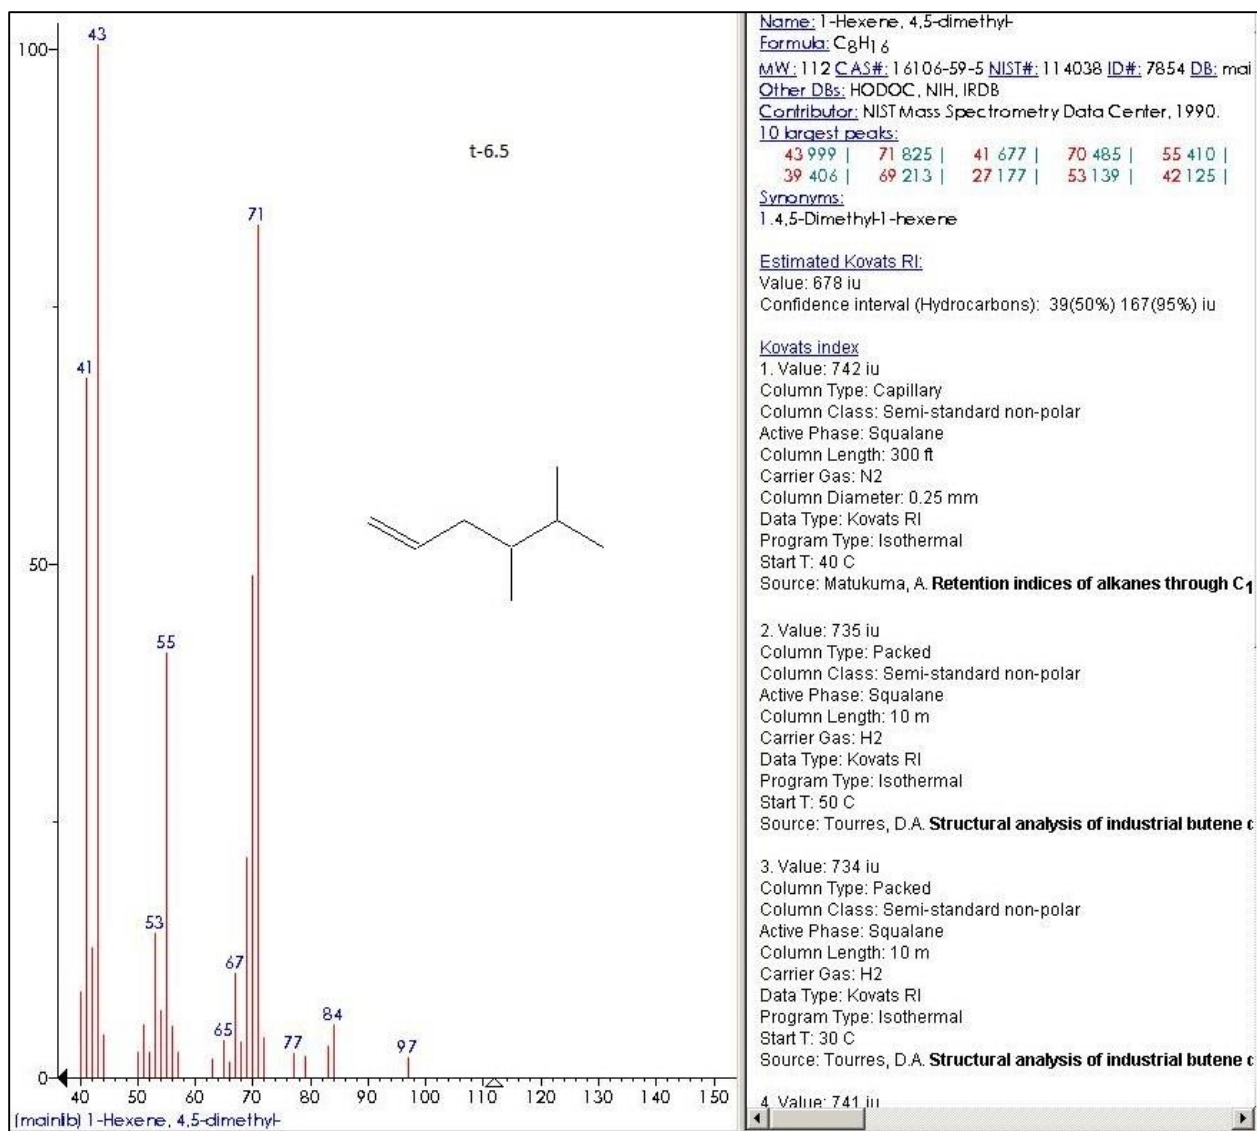 100
43
t-6.5
71
41
50
55
53
67
65
77
84
97
0
40 50 60 70 80 90 100 110 120 130 140 150
(mainlib) 1-Hexene, 4,5-dimethyl-
Name: 1-Hexene, 4,5-dimethyl-
Formula: C8H16
MW: 112 CAS#: 16106-59-5 NIST#: 114038 ID#: 7854 DB: mai
Other DBs: HODOC, NIH, IRDB
Contributor: NIST Mass Spectrometry Data Center, 1990.
10 largest peaks:
43 999 | 71 825 | 41 677 | 70 485 | 55 410 |
39 406 | 69 213 | 27 177 | 53 139 | 42 125 |
Synonyms:
1.4,5-Dimethyl-1-hexene
Estimated Kovats RI:
Value: 678 iu
Confidence interval (Hydrocarbons): 39(50%) 167(95%) iu
Kovats index
1. Value: 742 iu
Column Type: Capillary
Column Class: Semi-standard non-polar
Active Phase: Squalane
Column Length: 300 ft
Carrier Gas: N2
Column Diameter: 0.25 mm
Data Type: Kovats RI
Program Type: Isothermal
Start T: 40 C
Source: Matukuma, A. Retention indices of alkanes through C1
2. Value: 735 iu
Column Type: Packed
Column Class: Semi-standard non-polar
Active Phase: Squalane
Column Length: 10 m
Carrier Gas: H2
Data Type: Kovats RI
Program Type: Isothermal
Start T: 50 C
Source: Tourres, D.A. Structural analysis of industrial butene
3. Value: 734 iu
Column Type: Packed
Column Class: Semi-standard non-polar
Active Phase: Squalane
Column Length: 10 m
Carrier Gas: H2
Data Type: Kovats RI
Program Type: Isothermal
Start T: 30 C
Source: Tourres, D.A. Structural analysis of industrial butene
4. Value: 741 iu